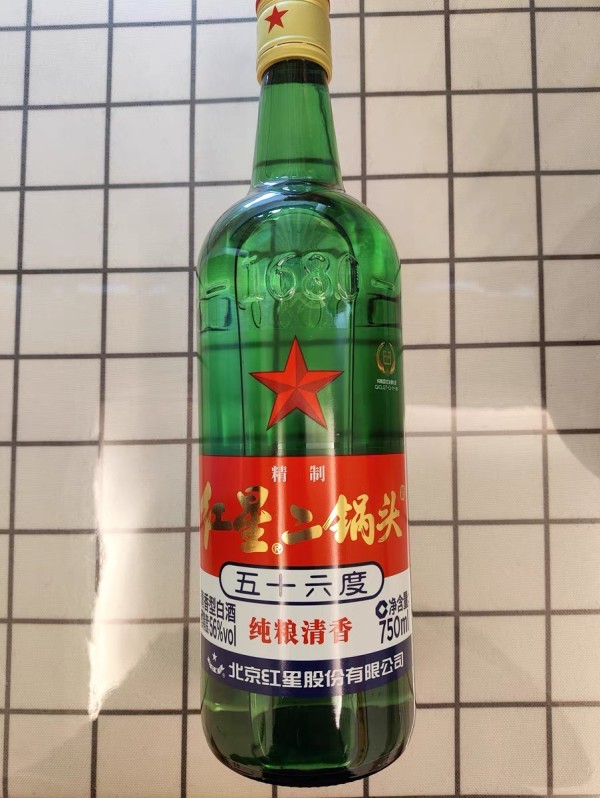 1680
精制
红星®二锅头®
五十六度
清香型白酒
酒精度56%vol
纯粮清香
净含量
750ml
北京红星股份有限公司